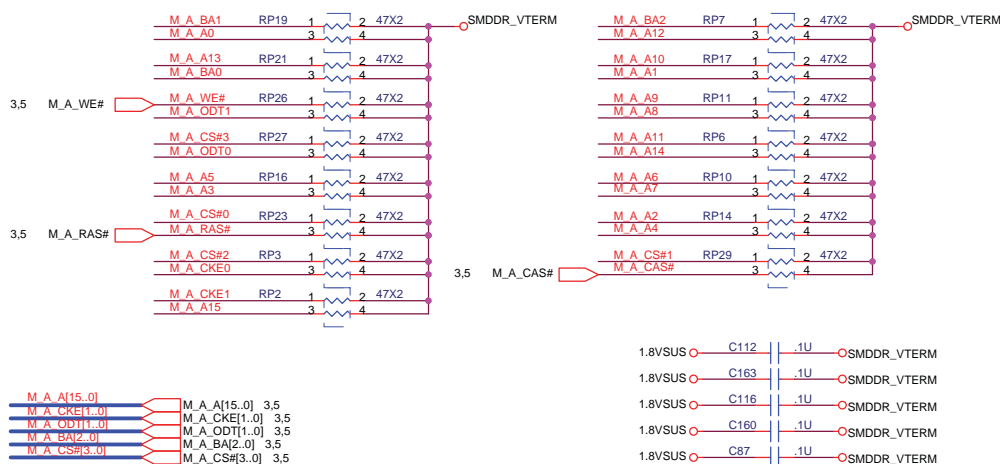 M_A_BA1 RP19 1 2 47X2 SMDDR_VTERM
M_A_A0 3 4
M_A_A13 RP21 1 2 47X2
M_A_BA0 3 4
3,5 M_A_WE# M_A_WE# RP26 1 2 47X2
M_A_ODT1 3 4
M_A_CS#3 RP27 1 2 47X2
M_A_ODT0 3 4
M_A_A5 RP16 1 2 47X2
M_A_A3 3 4
M_A_CS#0 RP23 1 2 47X2
3,5 M_A_RAS# M_A_RAS# 3 4
M_A_CS#2 RP3 1 2 47X2
M_A_CKE0 3 4
M_A_CKE1 RP2 1 2 47X2
M_A_A15 3 4
M_A_BA2 RP7 1 2 47X2 SMDDR_VTERM
M_A_A12 3 4
M_A_A10 RP17 1 2 47X2
M_A_A1 3 4
M_A_A9 RP11 1 2 47X2
M_A_A8 3 4
M_A_A11 RP6 1 2 47X2
M_A_A14 3 4
M_A_A6 RP10 1 2 47X2
M_A_A7 3 4
M_A_A2 RP14 1 2 47X2
M_A_A4 3 4
M_A_CS#1 RP29 1 2 47X2
3,5 M_A_CAS# M_A_CAS# 3 4
M_A_A[15..0] M_A_A[15..0] 3,5
M_A_CKE[1..0] M_A_CKE[1..0] 3,5
M_A_ODT[1..0] M_A_ODT[1..0] 3,5
M_A_BA[2..0] M_A_BA[2..0] 3,5
M_A_CS#[3..0] M_A_CS#[3..0] 3,5
1.8VSUS C112 .1U SMDDR_VTERM
1.8VSUS C163 .1U SMDDR_VTERM
1.8VSUS C116 .1U SMDDR_VTERM
1.8VSUS C160 .1U SMDDR_VTERM
1.8VSUS C87 .1U SMDDR_VTERM